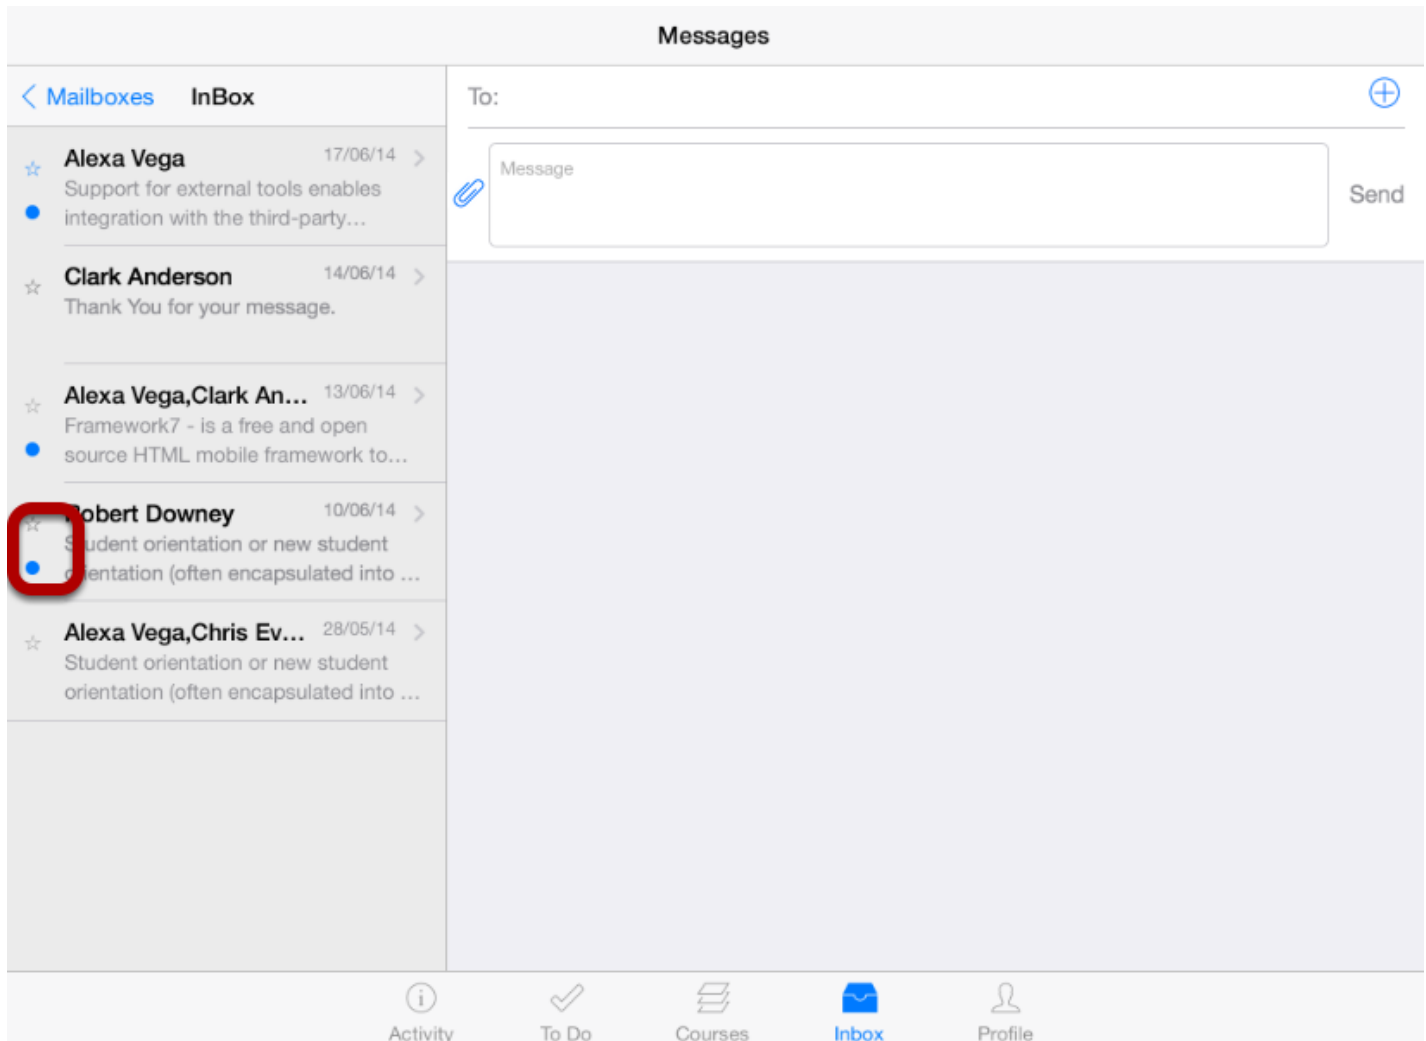 Messages
Mailboxes InBox
Alexa Vega 17/06/14
Support for external tools enables
integration with the third-party...
Clark Anderson 14/06/14
Thank You for your message.
Alexa Vega,Clark An... 13/06/14
Framework7 - is a free and open
source HTML mobile framework to...
Robert Downey 10/06/14
Student orientation or new student
orientation (often encapsulated into ...
Alexa Vega,Chris Ev... 28/05/14
Student orientation or new student
orientation (often encapsulated into ...
To:
Message
Send
Activity To Do Courses Inbox Profile